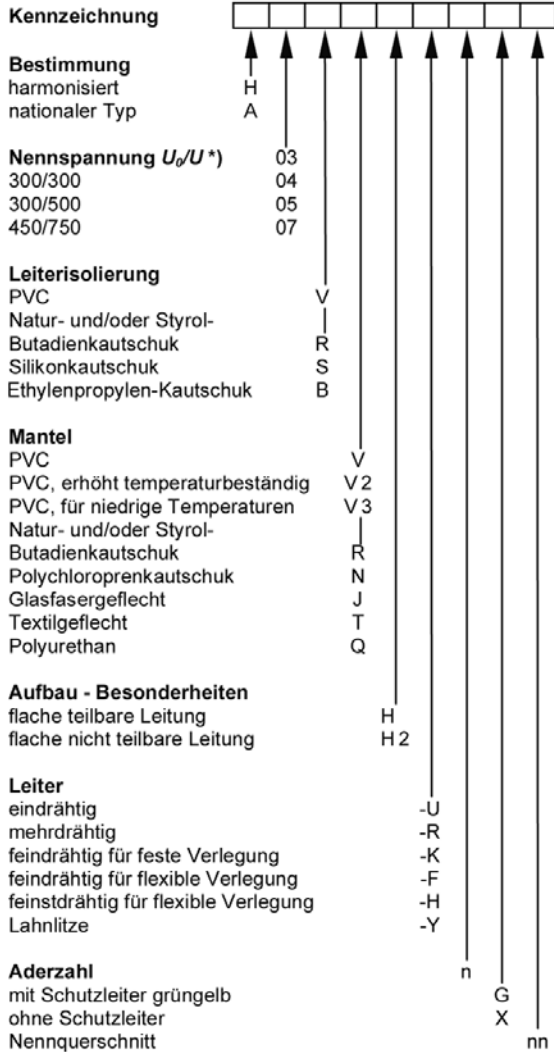 Kennzeichnung
Bestimmung
harmonisiert H
nationaler Typ A
Nennspannung U₀/U *) 03
300/300 04
300/500 05
450/750 07
Leiterisolierung
PVC V
Natur- und/oder Styrol-
Butadienkautschuk R
Silikonkautschuk S
Ethylenpropylen-Kautschuk B
Mantel
PVC V
PVC, erhöht temperaturbeständig V2
PVC, für niedrige Temperaturen V3
Natur- und/oder Styrol-
Butadienkautschuk R
Polychloroprenkautschuk N
Glasfasergeflecht J
Textilgeflecht T
Polyurethan Q
Aufbau - Besonderheiten
flache teilbare Leitung H
flache nicht teilbare Leitung H2
Leiter
eindrähtig -U
mehrdrähtig -R
feindrähtig für feste Verlegung -K
feindrähtig für flexible Verlegung -F
feinstdrähtig für flexible Verlegung -H
Lahnlitze -Y
Aderzahl n
mit Schutzleiter grüngelb G
ohne Schutzleiter X
Nennquerschnitt nn